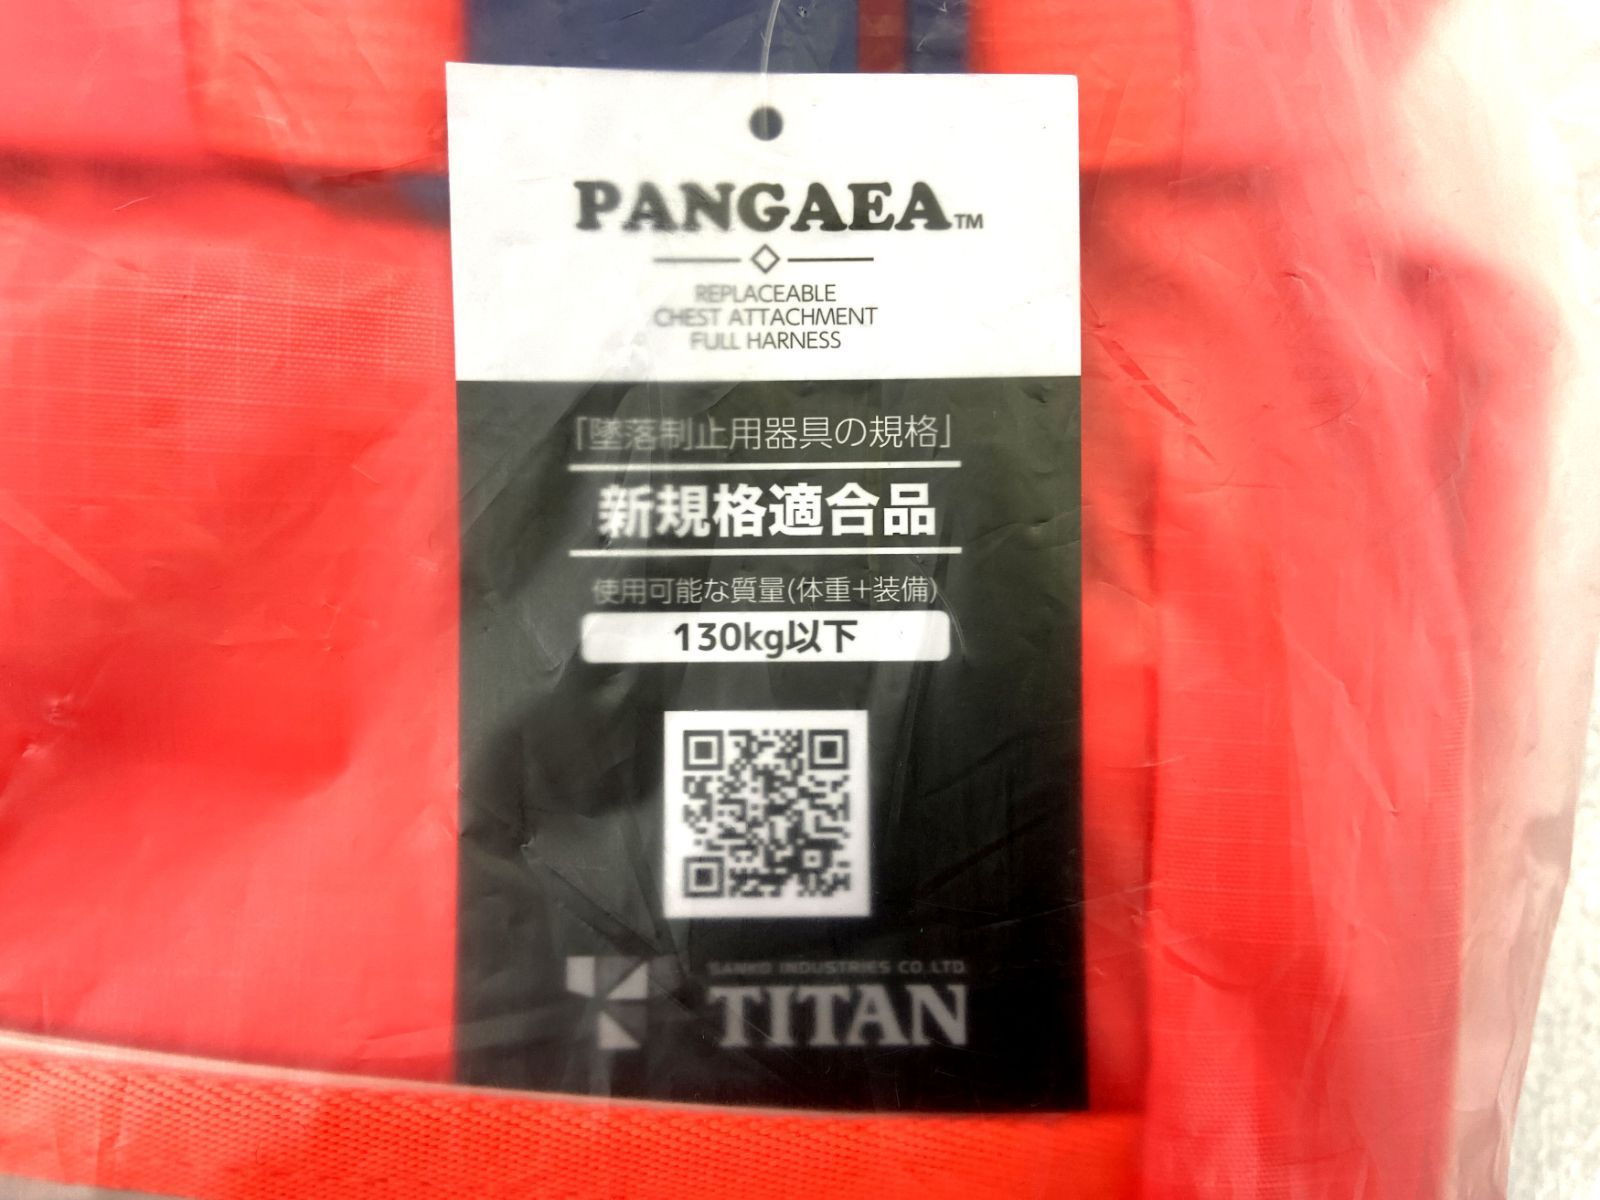 PANGAEA™
REPLACEABLE
CHEST ATTACHMENT
FULL HARNESS
「墜落制止用器具の規格」
新規格適合品
使用可能な質量(体重+装備)
130kg以下
SANKO INDUSTRIES CO.LTD.
TITAN